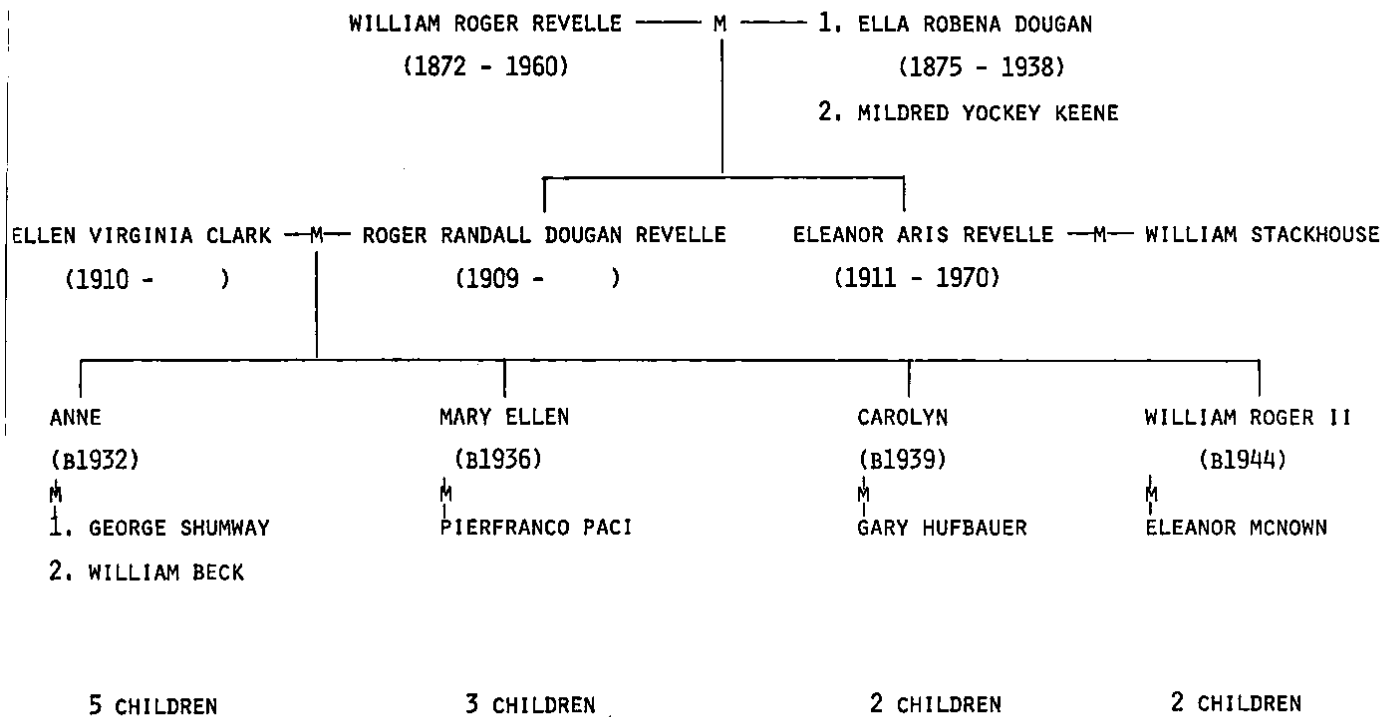 WILLIAM ROGER REVELLE — M — 1. ELLA ROBENA DOUGAN
(1872 - 1960) (1875 - 1938)
2. MILDRED YOCKEY KEENE
ELLEN VIRGINIA CLARK —M— ROGER RANDALL DOUGAN REVELLE ELEANOR ARIS REVELLE —M— WILLIAM STACKHOUSE
(1910 - ) (1909 - ) (1911 - 1970)
ANNE MARY ELLEN CAROLYN WILLIAM ROGER II
(B1932) (B1936) (B1939) (B1944)
M M M M
1. GEORGE SHUMWAY PIERFRANCO PACI GARY HUFBAUER ELEANOR MCNOWN
2. WILLIAM BECK
5 CHILDREN 3 CHILDREN 2 CHILDREN 2 CHILDREN